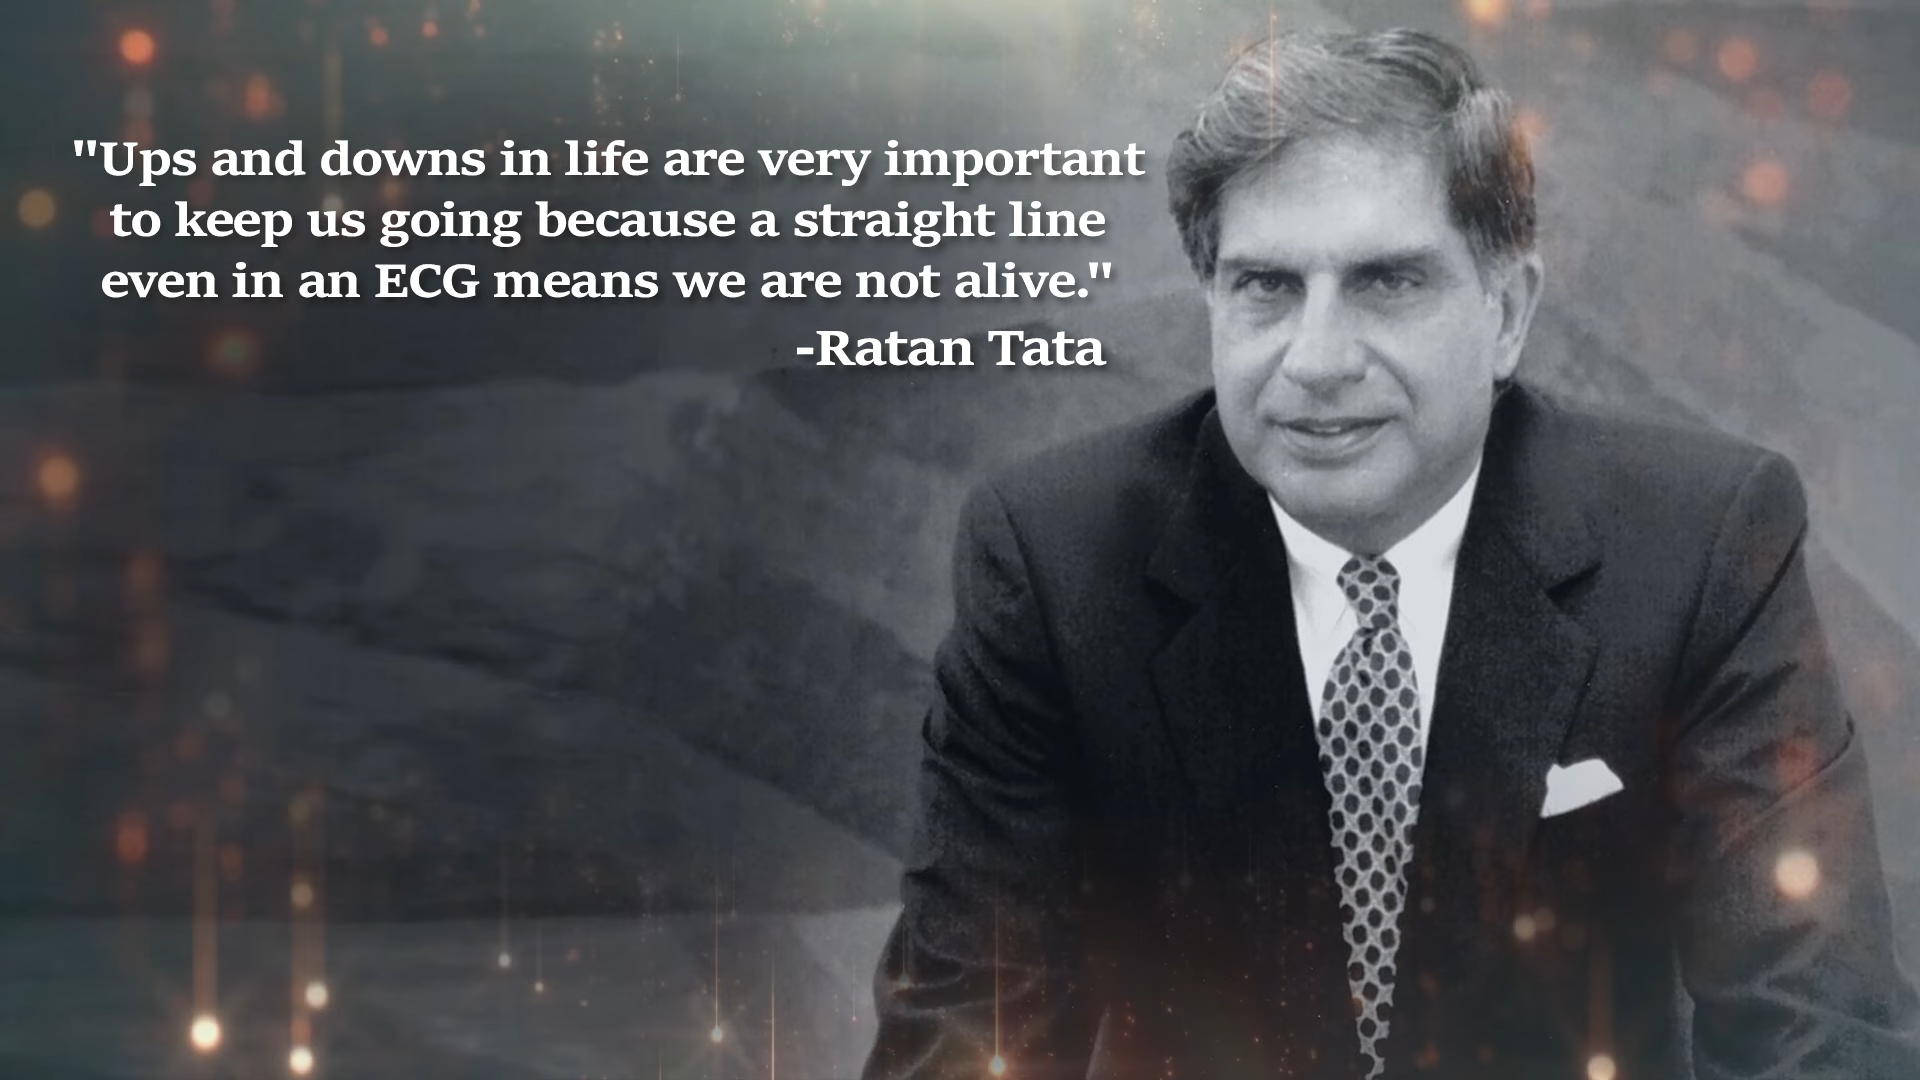 "Ups and downs in life are very important
to keep us going because a straight line
even in an ECG means we are not alive."
-Ratan Tata